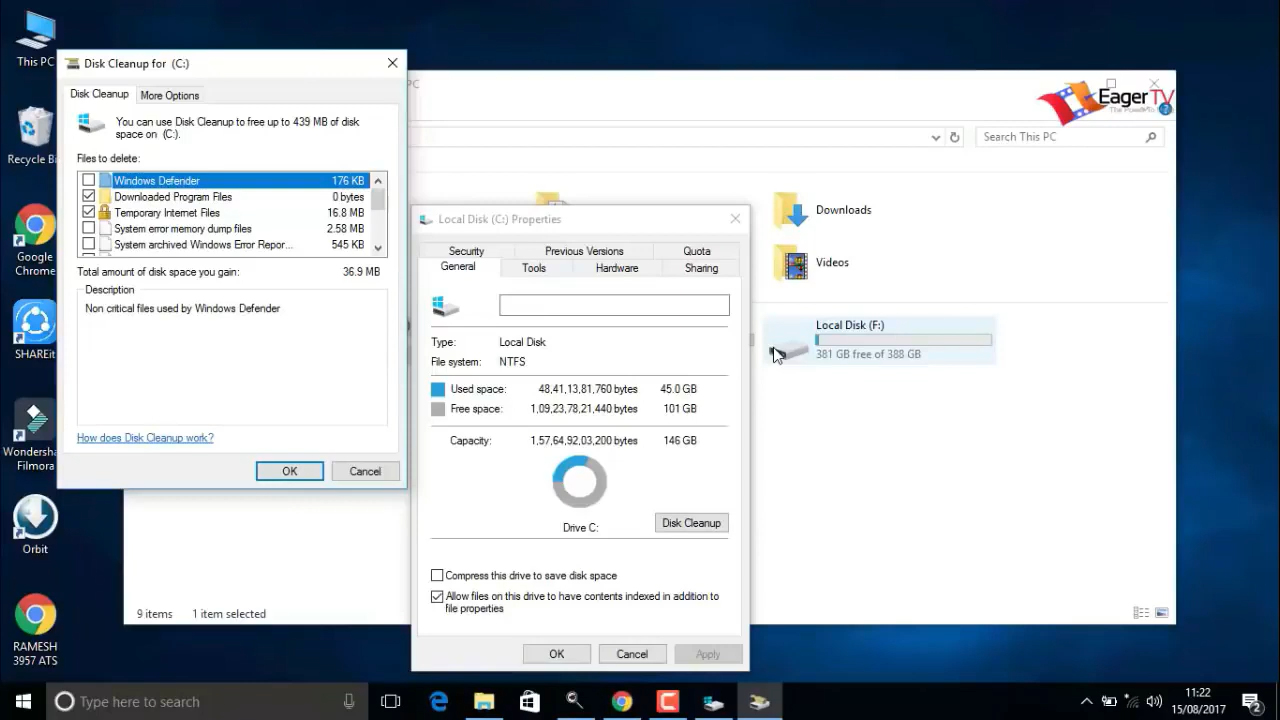 This PC
Recycle Bi
Google
Chrome
SHAREit
Wondersha
Filmora
Orbit
RAMESH
3957 ATS
Disk Cleanup for (C:)
Disk Cleanup
More Options
You can use Disk Cleanup to free up to 439 MB of disk
space on (C:).
Files to delete:
Windows Defender 176 KB
Downloaded Program Files 0 bytes
Temporary Internet Files 16.8 MB
System error memory dump files 2.58 MB
System archived Windows Error Repor... 545 KB
Total amount of disk space you gain: 36.9 MB
Description
Non critical files used by Windows Defender
How does Disk Cleanup work?
OK
Cancel
PC
EagerTV
Search This PC
Downloads
Videos
Local Disk (F:)
381 GB free of 388 GB
9 items 1 item selected
Local Disk (C:) Properties
Security Previous Versions Quota
General Tools Hardware Sharing
Type: Local Disk
File system: NTFS
Used space: 48,41,13,81,760 bytes 45.0 GB
Free space: 1,09,23,78,21,440 bytes 101 GB
Capacity: 1,57,64,92,03,200 bytes 146 GB
Drive C:
Disk Cleanup
Compress this drive to save disk space
Allow files on this drive to have contents indexed in addition to
file properties
OK Cancel Apply
Type here to search
11:22
15/08/2017
2